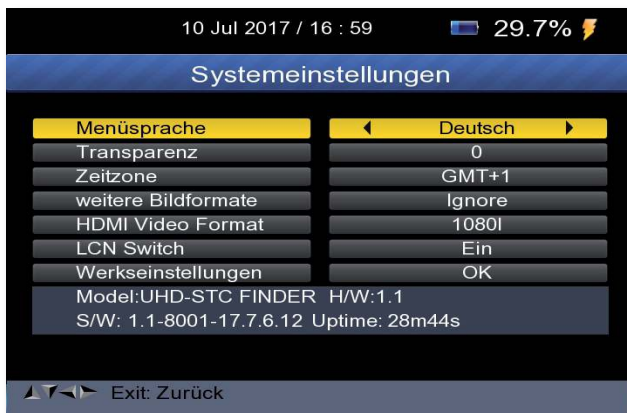 10 Jul 2017 / 16 : 59 29.7%
Systemeinstellungen
Menüsprache Deutsch
Transparenz 0
Zeitzone GMT+1
weitere Bildformate Ignore
HDMI Video Format 1080I
LCN Switch Ein
Werkseinstellungen OK
Model:UHD-STC FINDER H/W:1.1
S/W: 1.1-8001-17.7.6.12 Uptime: 28m44s
Exit: Zurück